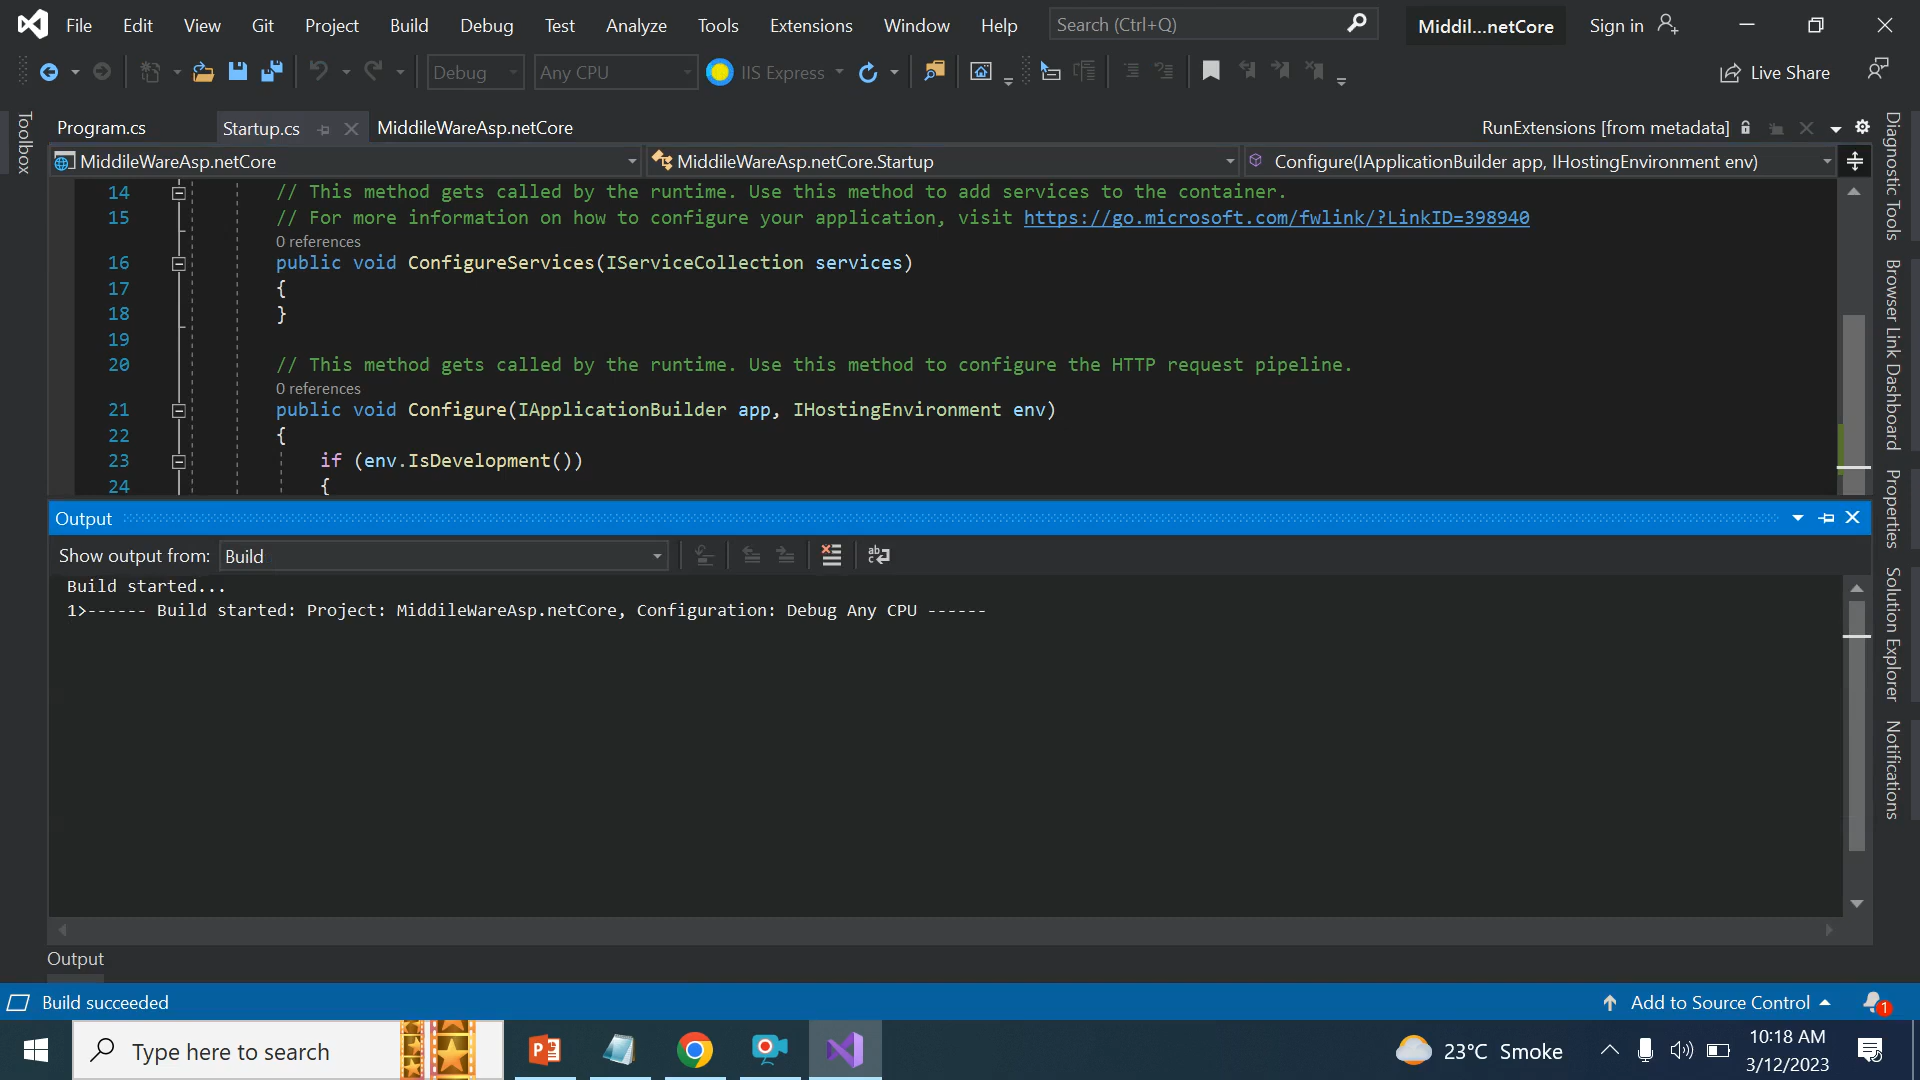 File Edit View Git Project Build Debug Test Analyze Tools Extensions Window Help Search (Ctrl+Q) Middil...netCore Sign in
Debug Any CPU IIS Express Live Share
Program.cs Startup.cs MiddileWareAsp.netCore RunExtensions [from metadata]
MiddileWareAsp.netCore MiddileWareAsp.netCore.Startup Configure(IApplicationBuilder app, IHostingEnvironment env)
14 // This method gets called by the runtime. Use this method to add services to the container.
15 // For more information on how to configure your application, visit https://go.microsoft.com/fwlink/?LinkID=398940
0 references
16 public void ConfigureServices(IServiceCollection services)
17 {
18 }
19
20 // This method gets called by the runtime. Use this method to configure the HTTP request pipeline.
0 references
21 public void Configure(IApplicationBuilder app, IHostingEnvironment env)
22 {
23 if (env.IsDevelopment())
24 {
Output
Show output from: Build
Build started...
1>------ Build started: Project: MiddileWareAsp.netCore, Configuration: Debug Any CPU ------
Output
Build succeeded Add to Source Control 1
Type here to search 23°C Smoke 10:18 AM
3/12/2023
Toolbox
Diagnostic Tools
Browser Link Dashboard
Properties
Solution Explorer
Notifications